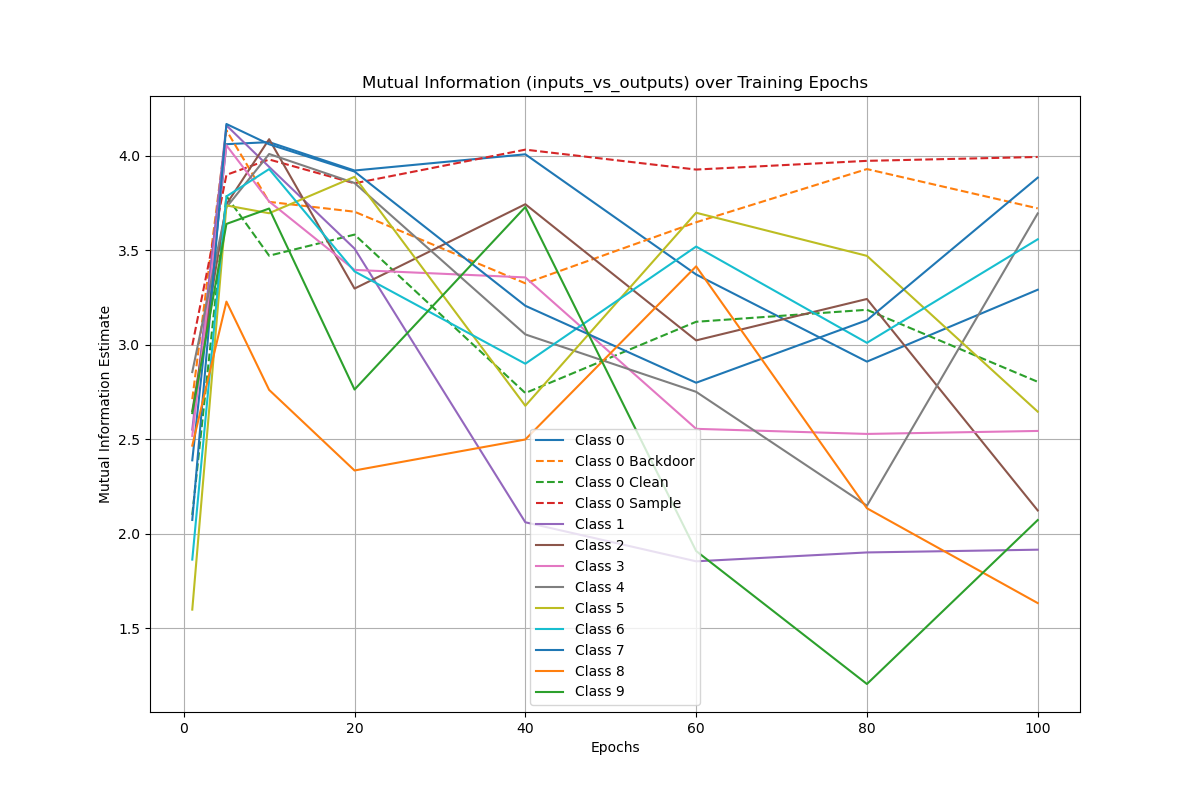 Mutual Information (inputs_vs_outputs) over Training Epochs
Mutual Information Estimate
4.0
3.5
3.0
2.5
2.0
1.5
Class 0
Class 0 Backdoor
Class 0 Clean
Class 0 Sample
Class 1
Class 2
Class 3
Class 4
Class 5
Class 6
Class 7
Class 8
Class 9
0 20 40 60 80 100
Epochs